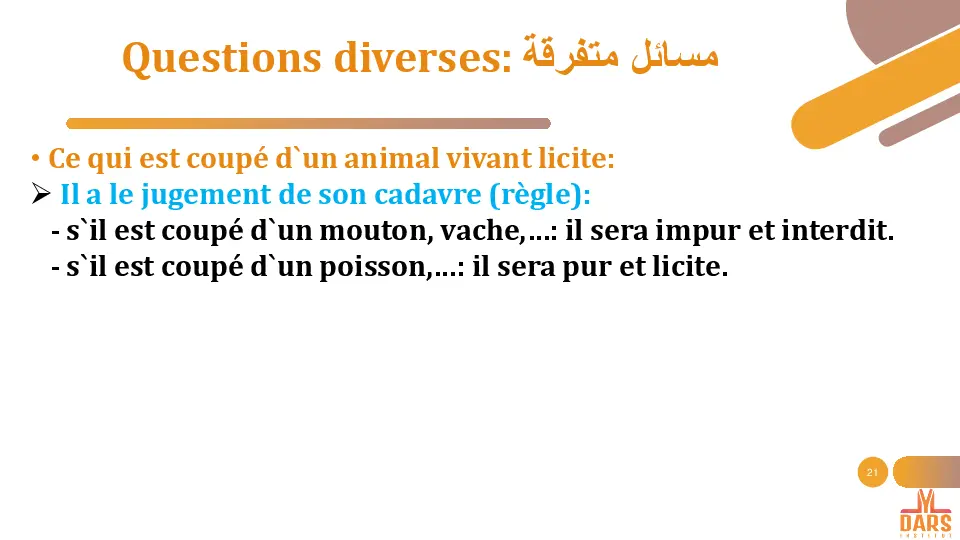 Questions diverses: مسائل متفرقة
• Ce qui est coupé d`un animal vivant licite:
➢ Il a le jugement de son cadavre (règle):
- s`il est coupé d`un mouton, vache,...: il sera impur et interdit.
- s`il est coupé d`un poisson,...: il sera pur et licite.
21
DARS
INSTITUT